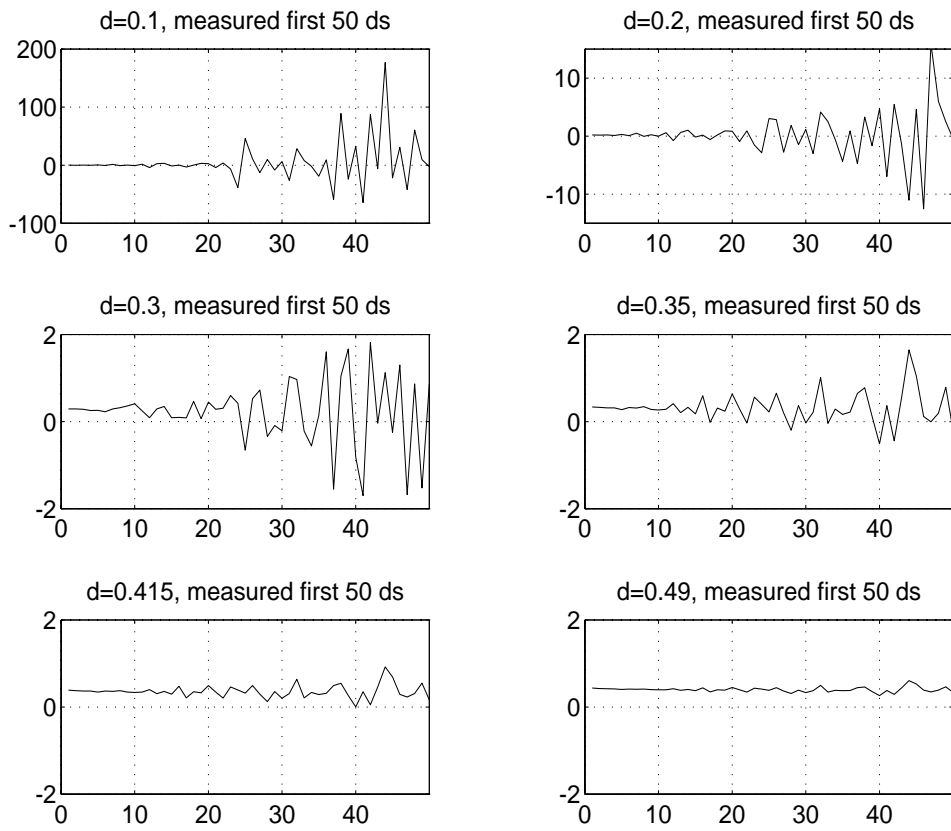 d=0.1, measured first 50 ds
200
100
0
-100
0 10 20 30 40
d=0.2, measured first 50 ds
10
0
-10
0 10 20 30 40
d=0.3, measured first 50 ds
2
0
-2
0 10 20 30 40
d=0.35, measured first 50 ds
2
0
-2
0 10 20 30 40
d=0.415, measured first 50 ds
2
0
-2
0 10 20 30 40
d=0.49, measured first 50 ds
2
0
-2
0 10 20 30 40